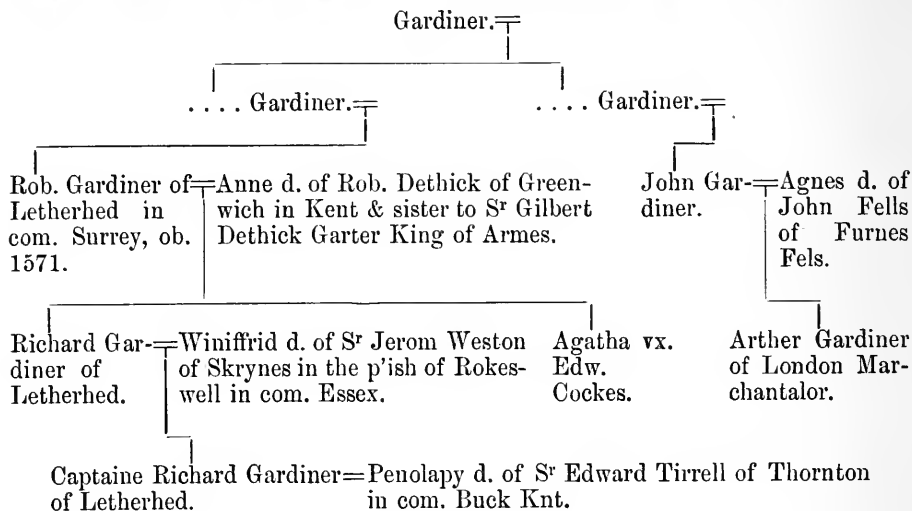 Gardiner.
.... Gardiner.
.... Gardiner.
Rob. Gardiner of
Letherhed in
com. Surrey, ob.
1571.
Anne d. of Rob. Dethick of Green-
wich in Kent & sister to Sʳ Gilbert
Dethick Garter King of Armes.
John Gar-
diner.
Agnes d. of
John Fells
of Furnes
Fels.
Richard Gar-
diner of
Letherhed.
Winiffrid d. of Sʳ Jerom Weston
of Skrynes in the p'ish of Rokes-
well in com. Essex.
Agatha vx.
Edw.
Cockes.
Arther Gardiner
of London Mar-
chantalor.
Captaine Richard Gardiner
of Letherhed.
Penolapy d. of Sʳ Edward Tirrell of Thornton
in com. Buck Knt.